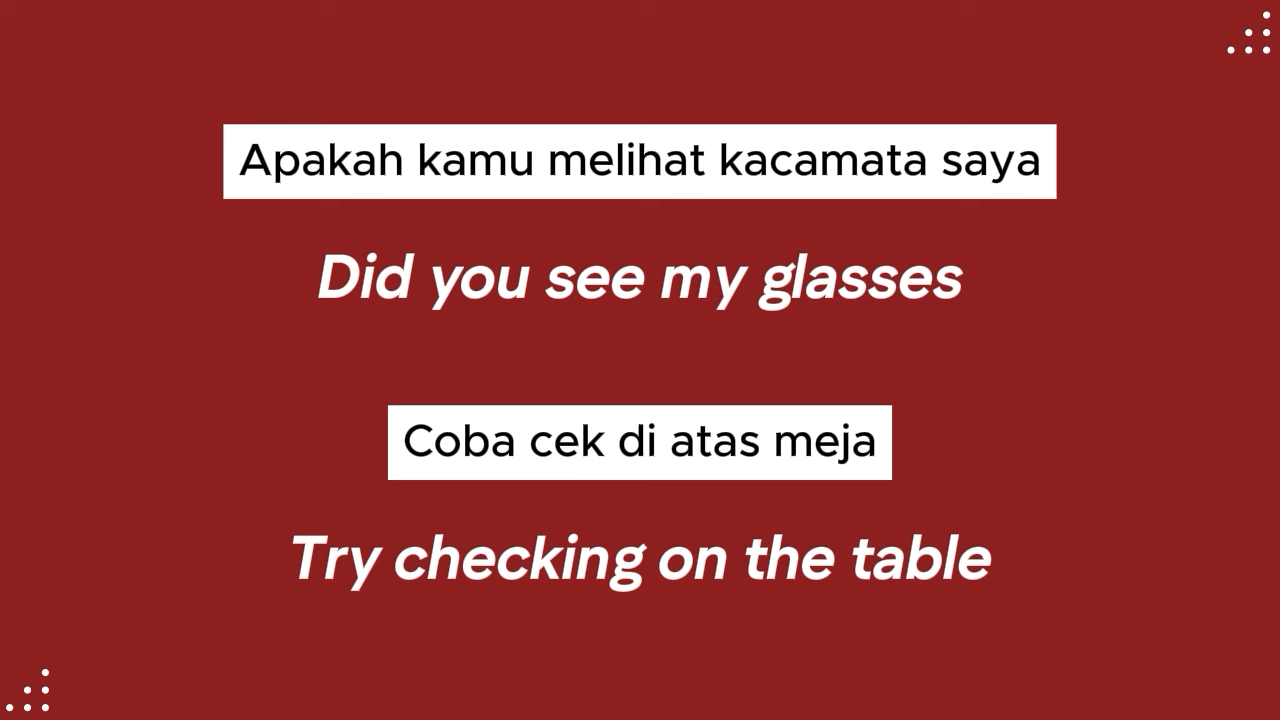 Apakah kamu melihat kacamata saya
Did you see my glasses
Coba cek di atas meja
Try checking on the table